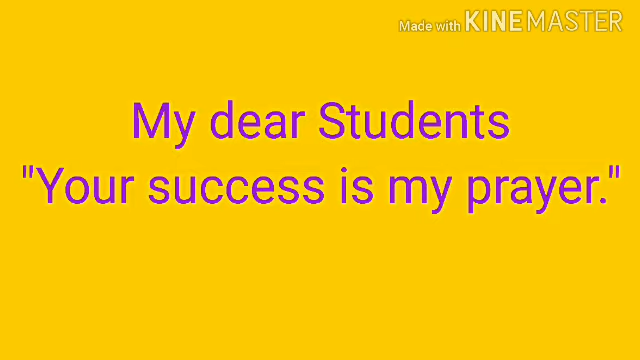 Made with KINEMASTER
My dear Students
"Your success is my prayer."